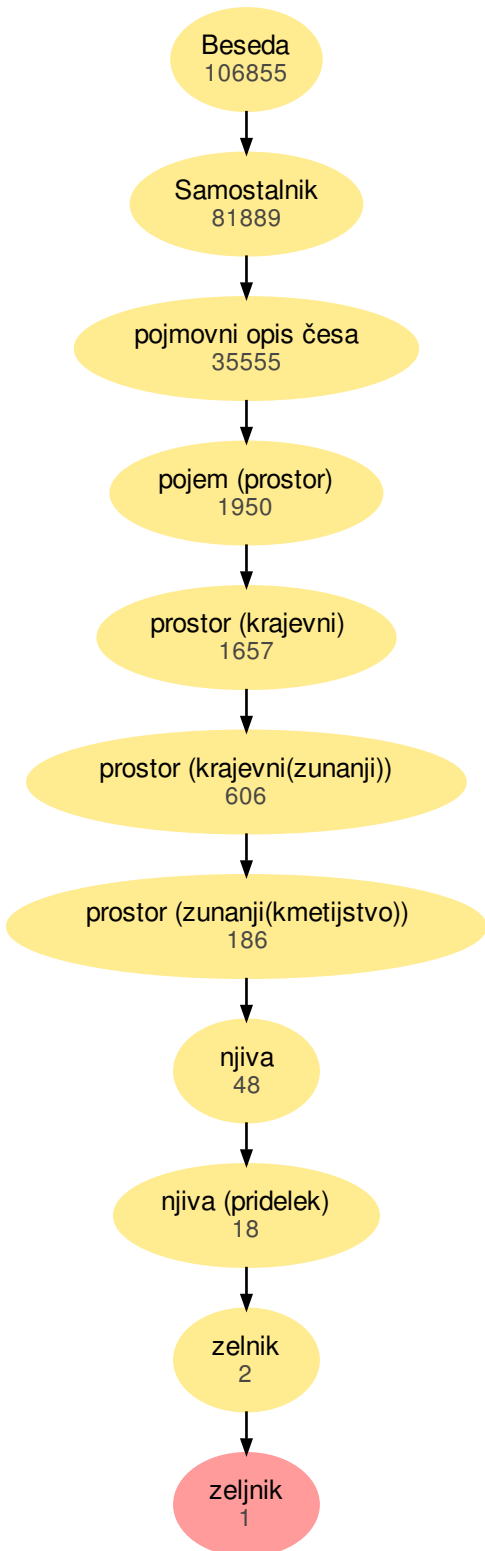 Beseda
106855
Samostalnik
81889
pojmovni opis česa
35555
pojem (prostor)
1950
prostor (krajevni)
1657
prostor (krajevni(zunanji))
606
prostor (zunanji(kmetijstvo))
186
njiva
48
njiva (pridelek)
18
zelnik
2
zeljnik
1